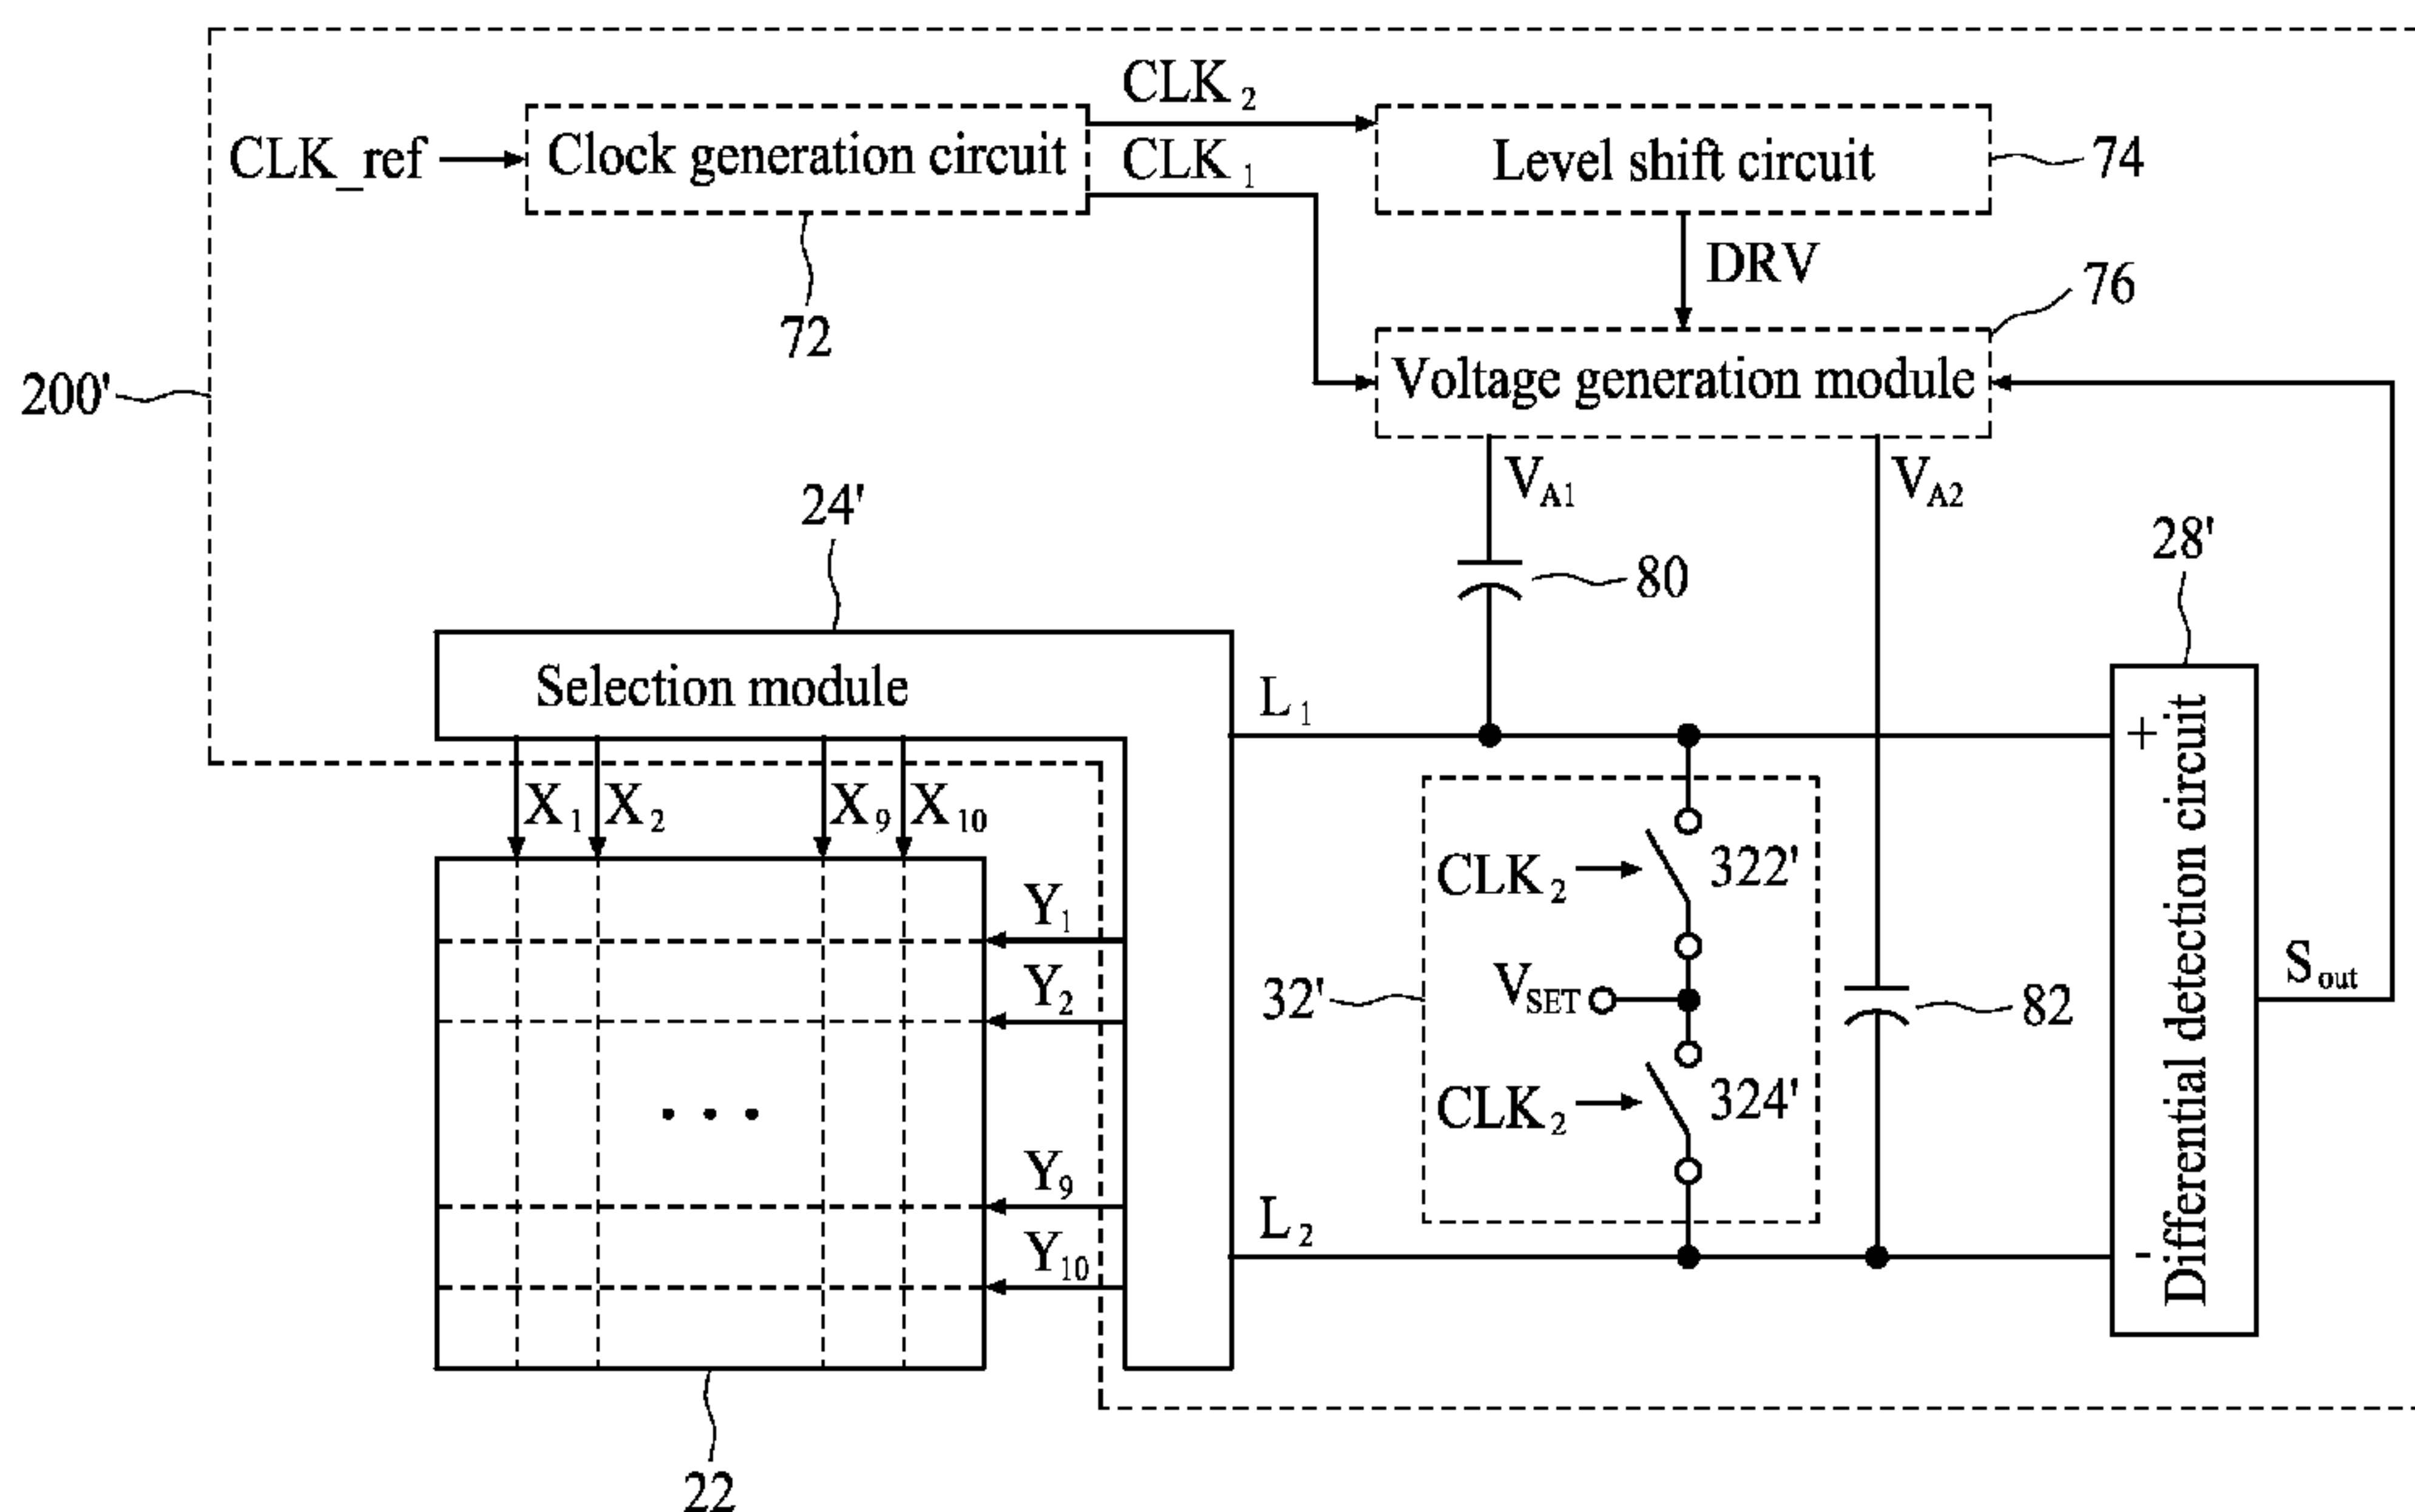 CLK_ref
Clock generation circuit
72
CLK2
CLK1
Level shift circuit
74
DRV
76
Voltage generation module
200'
VA1
VA2
24'
80
28'
Selection module
L1
+
Differential detection circuit
X1
X2
X9
X10
Y1
Y2
Y9
Y10
CLK2
322'
32'
VSET
82
Sout
CLK2
324'
L2
-
22